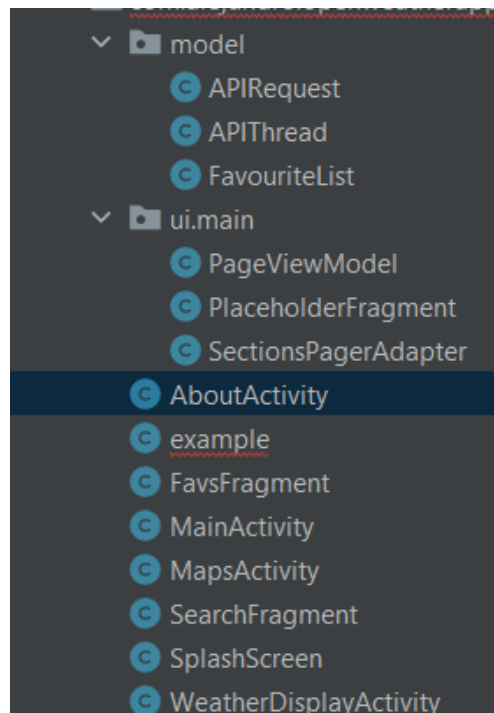 model
APIRequest
APIThread
FavouriteList
ui.main
PageViewModel
PlaceholderFragment
SectionsPagerAdapter
AboutActivity
example
FavsFragment
MainActivity
MapsActivity
SearchFragment
SplashScreen
WeatherDisplayActivity